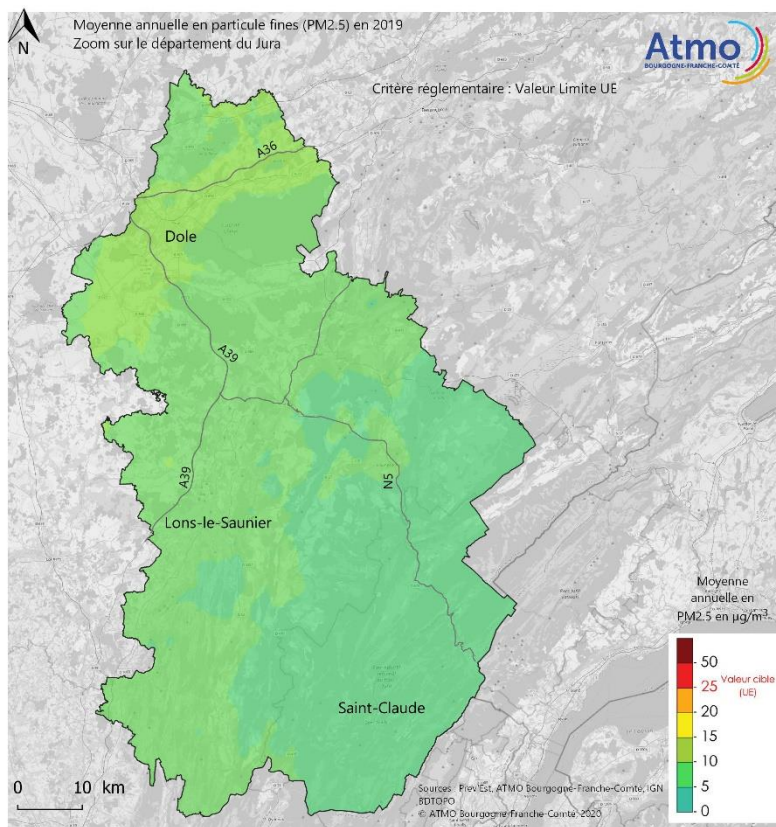 N
Moyenne annuelle en particule fines (PM2.5) en 2019
Zoom sur le département du Jura
Atmo
BOURGOGNE-FRANCHE-COMTÉ
Critère réglementaire : Valeur Limite UE
A36
Dole
A39
A39
N5
Lons-le-Saunier
Saint-Claude
Moyenne
annuelle en
PM2.5 en µg/m³
50
25 Valeur cible
(UE)
20
15
10
5
0
0 10 km
Sources : Prev'Est, ATMO Bourgogne-Franche-Comté, IGN
BDTOPO
© ATMO Bourgogne-Franche-Comté, 2020